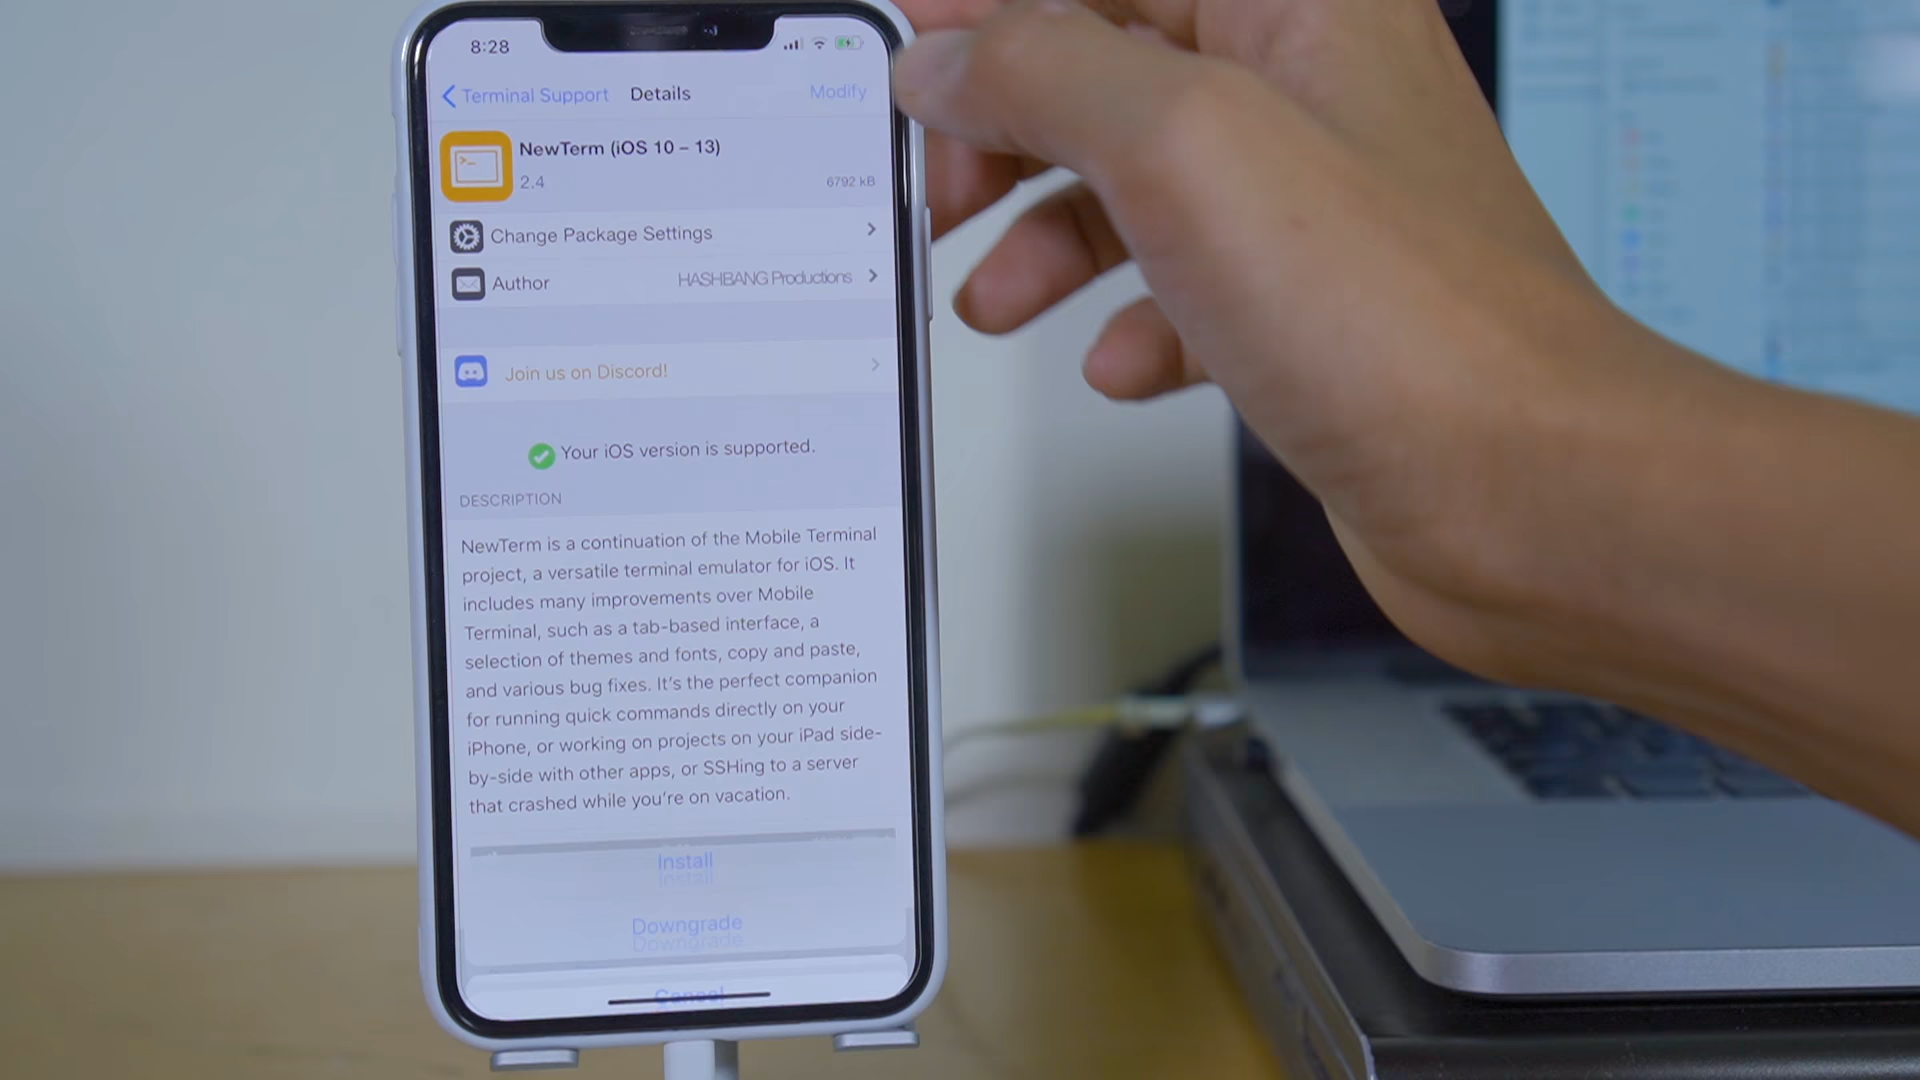 8:28
Terminal Support
Details
Modify
NewTerm (iOS 10 – 13)
2.4
6792 kB
Change Package Settings
Author
HASHBANG Productions
Join us on Discord!
Your iOS version is supported.
DESCRIPTION
NewTerm is a continuation of the Mobile Terminal
project, a versatile terminal emulator for iOS. It
includes many improvements over Mobile
Terminal, such as a tab-based interface, a
selection of themes and fonts, copy and paste,
and various bug fixes. It's the perfect companion
for running quick commands directly on your
iPhone, or working on projects on your iPad side-
by-side with other apps, or SSHing to a server
that crashed while you're on vacation.
Install
Downgrade
Cancel